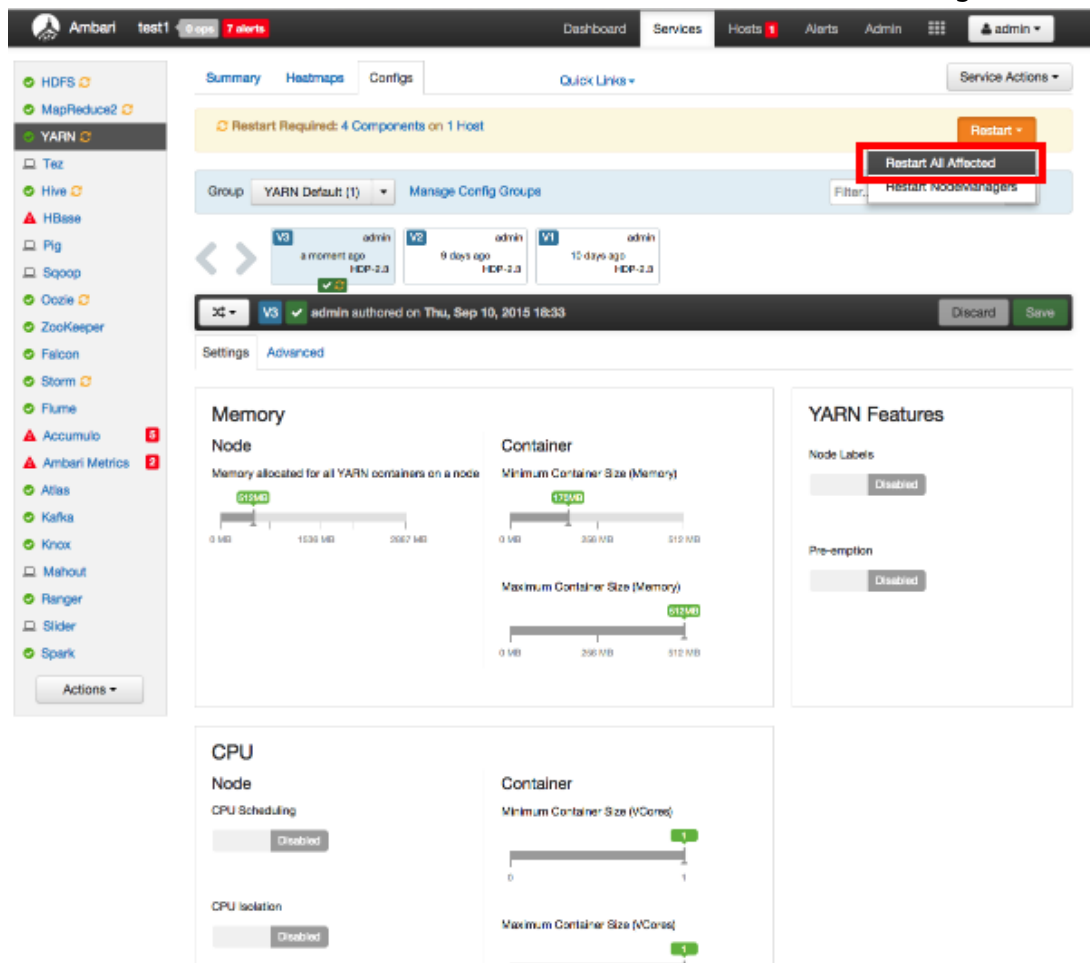 Ambari test1 0 ops 7 alerts Dashboard Services Hosts 1 Alerts Admin admin
HDFS
MapReduce2
YARN
Tez
Hive
HBase
Pig
Sqoop
Oozie
ZooKeeper
Falcon
Storm
Flume
Accumulo 5
Ambari Metrics 2
Atlas
Kafka
Knox
Mahout
Ranger
Slider
Spark
Actions
Summary Heatmaps Configs Quick Links Service Actions
Restart Required: 4 Components on 1 Host Restart
Restart All Affected
Restart NodeManagers
Group YARN Default (1) Manage Config Groups Filter...
V3 admin
a moment ago
HDP-2.3
V2 admin
9 days ago
HDP-2.3
V1 admin
10 days ago
HDP-2.3
V3 admin authored on Thu, Sep 10, 2015 18:33 Discard Save
Settings Advanced
Memory
Node
Memory allocated for all YARN containers on a node
512MB
0 MB 1536 MB
Container
Minimum Container Size (Memory)
0 MB 256 MB 512 MB
Maximum Container Size (Memory)
512MB
0 MB 256 MB 512 MB
YARN Features
Node Labels
Disabled
Pre-emption
Disabled
CPU
Node
CPU Scheduling
Disabled
CPU Isolation
Disabled
Container
Minimum Container Size (VCores)
1
0 1
Maximum Container Size (VCores)
1